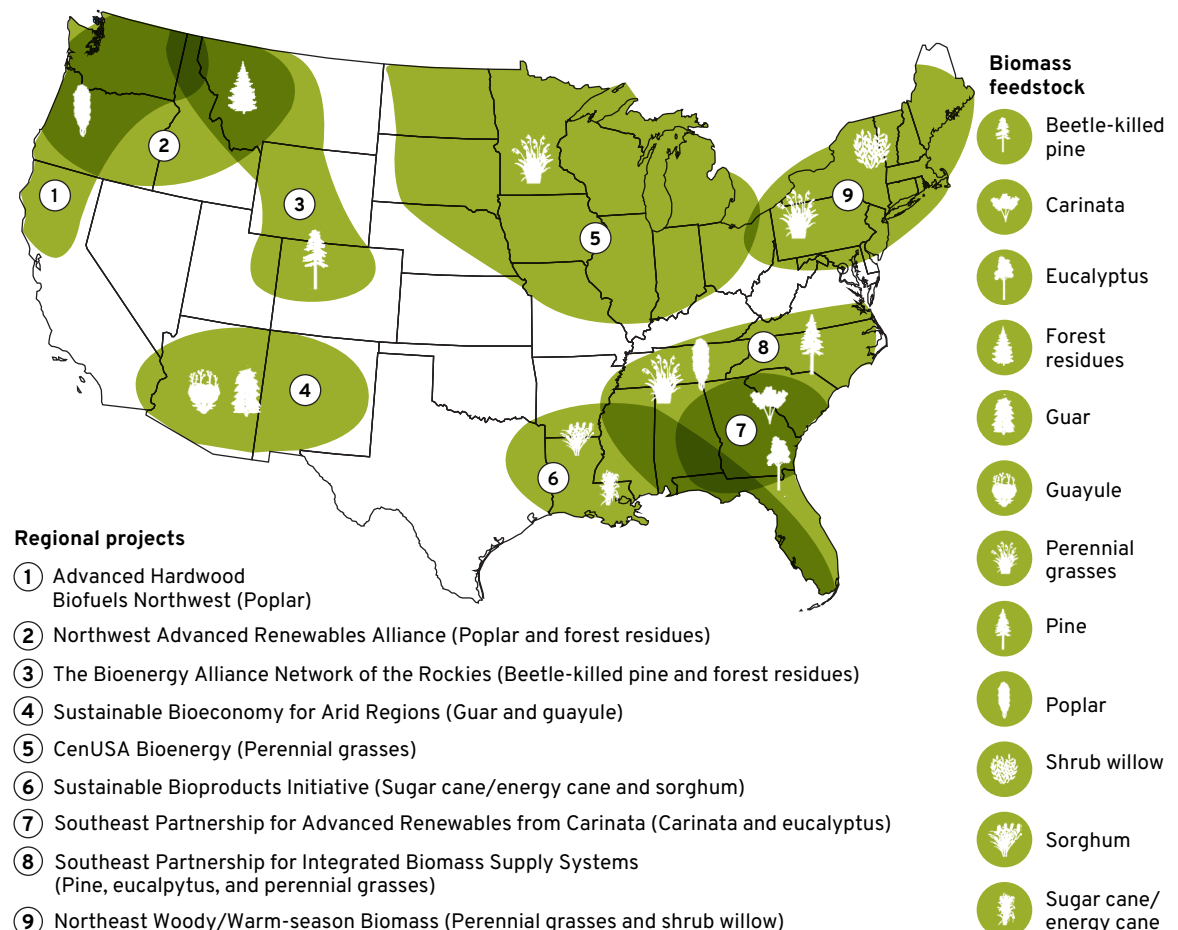 1
2
3
4
5
6
7
8
9
Regional projects
1 Advanced Hardwood
Biofuels Northwest (Poplar)
2 Northwest Advanced Renewables Alliance (Poplar and forest residues)
3 The Bioenergy Alliance Network of the Rockies (Beetle-killed pine and forest residues)
4 Sustainable Bioeconomy for Arid Regions (Guar and guayule)
5 CenUSA Bioenergy (Perennial grasses)
6 Sustainable Bioproducts Initiative (Sugar cane/energy cane and sorghum)
7 Southeast Partnership for Advanced Renewables from Carinata (Carinata and eucalyptus)
8 Southeast Partnership for Integrated Biomass Supply Systems
(Pine, eucalpytus, and perennial grasses)
9 Northeast Woody/Warm-season Biomass (Perennial grasses and shrub willow)
Biomass
feedstock
Beetle-killed
pine
Carinata
Eucalyptus
Forest
residues
Guar
Guayule
Perennial
grasses
Pine
Poplar
Shrub willow
Sorghum
Sugar cane/
energy cane